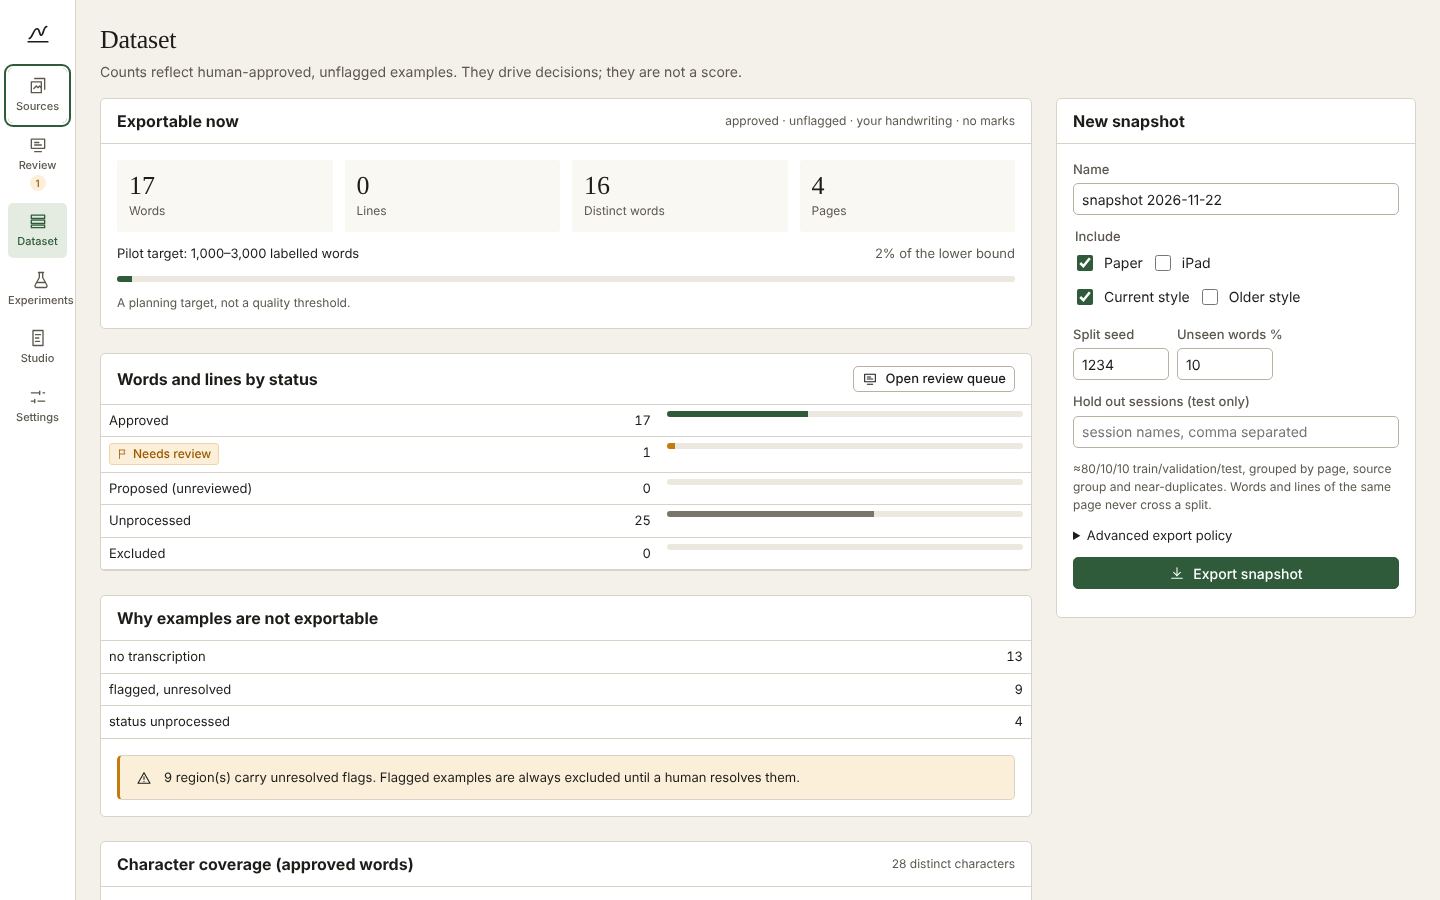 Sources
Review
1
Dataset
Experiments
Studio
Settings
Dataset
Counts reflect human-approved, unflagged examples. They drive decisions; they are not a score.
Exportable now
approved · unflagged · your handwriting · no marks
17
Words
0
Lines
16
Distinct words
4
Pages
Pilot target: 1,000–3,000 labelled words
2% of the lower bound
A planning target, not a quality threshold.
Words and lines by status
Open review queue
Approved 17
Needs review 1
Proposed (unreviewed) 0
Unprocessed 25
Excluded 0
Why examples are not exportable
no transcription 13
flagged, unresolved 9
status unprocessed 4
9 region(s) carry unresolved flags. Flagged examples are always excluded until a human resolves them.
Character coverage (approved words)
28 distinct characters
New snapshot
Name
snapshot 2026-11-22
Include
Paper iPad
Current style Older style
Split seed Unseen words %
1234 10
Hold out sessions (test only)
session names, comma separated
≈80/10/10 train/validation/test, grouped by page, source
group and near-duplicates. Words and lines of the same
page never cross a split.
Advanced export policy
Export snapshot